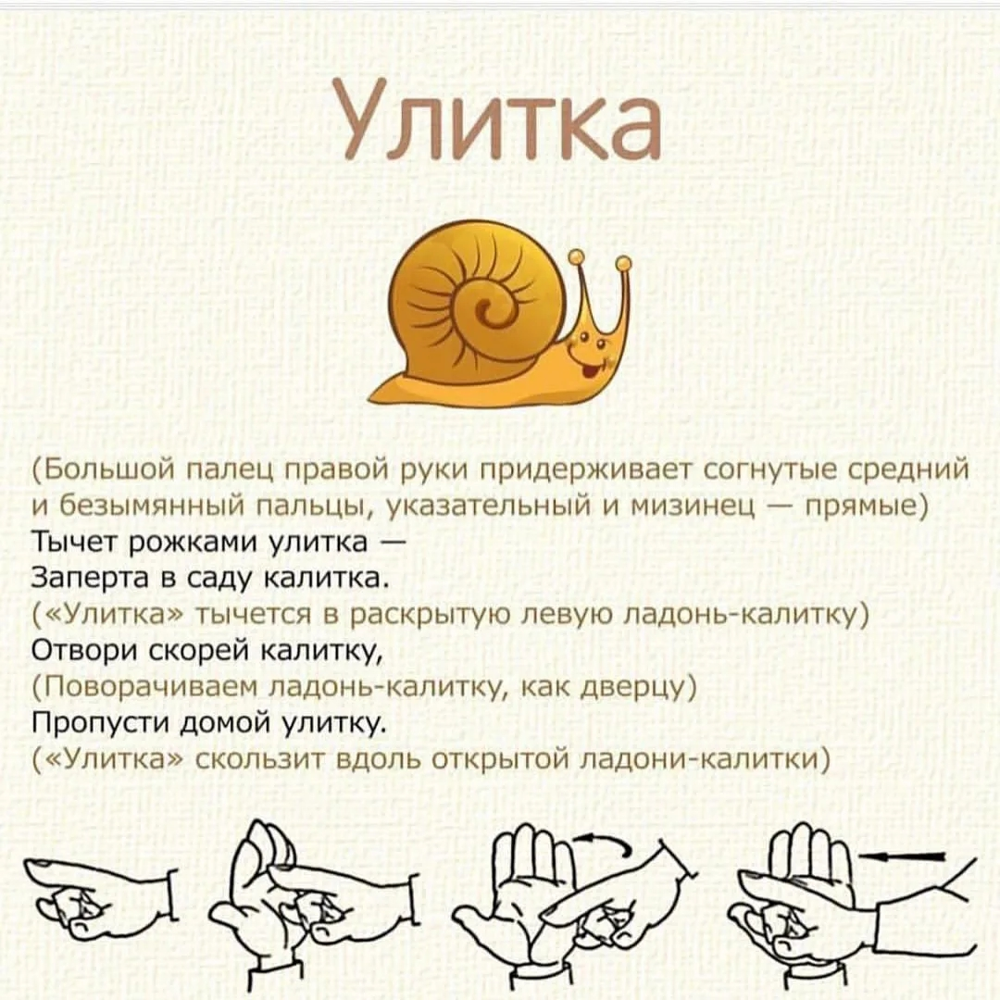 Улитка
(Большой палец правой руки придерживает согнутые средний
и безымянный пальцы, указательный и мизинец — прямые)
Тычет рожками улитка —
Заперта в саду калитка.
(«Улитка» тычется в раскрытую левую ладонь-калитку)
Отвори скорей калитку,
(Поворачиваем ладонь-калитку, как дверцу)
Пропусти домой улитку.
(«Улитка» скользит вдоль открытой ладони-калитки)